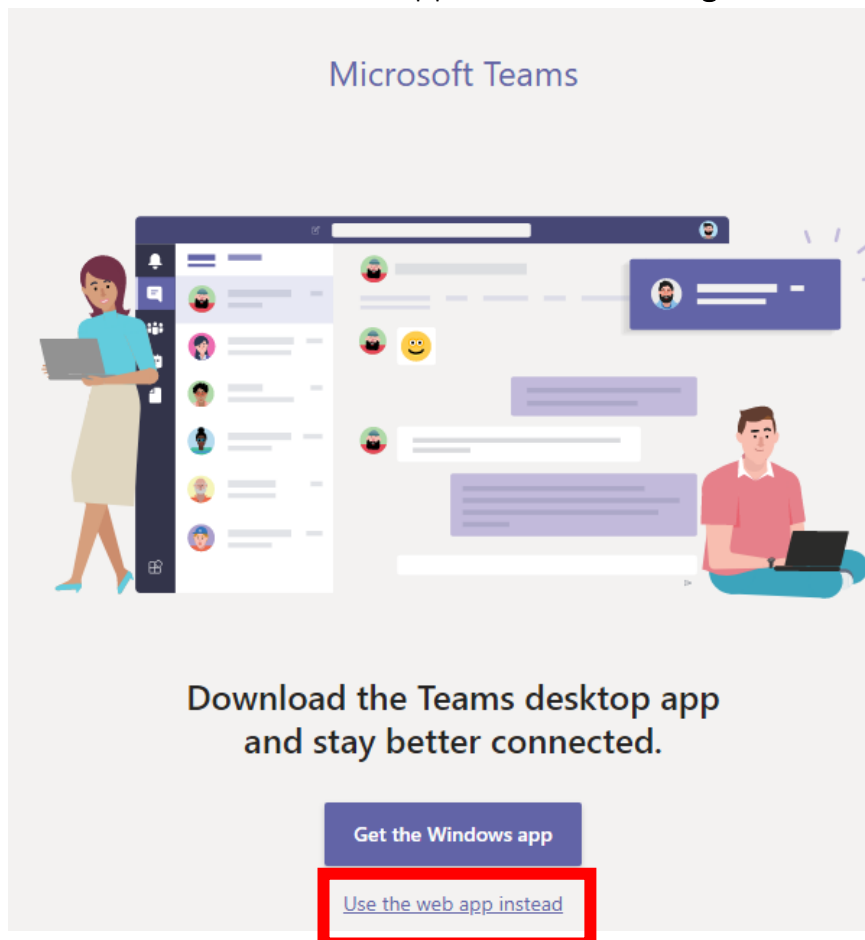 Microsoft Teams
Download the Teams desktop app
and stay better connected.
Get the Windows app
Use the web app instead